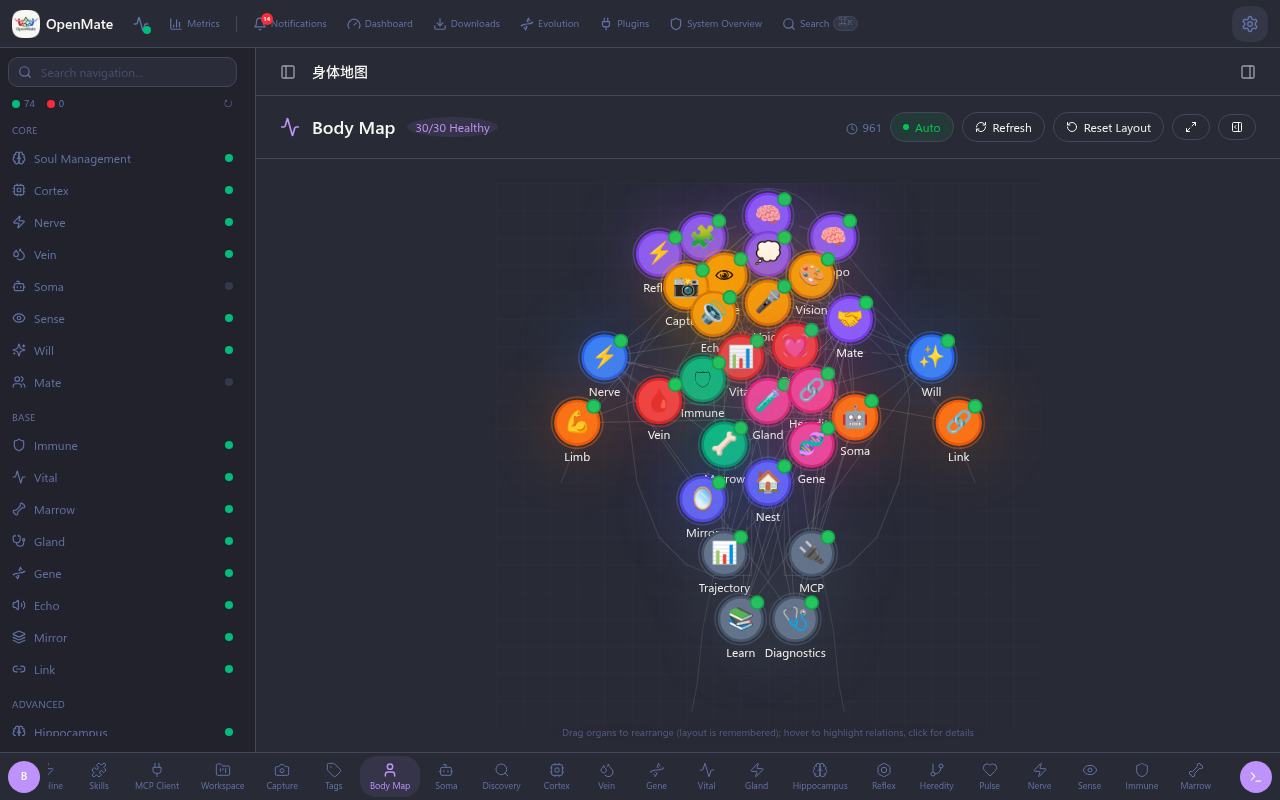 OpenMate
Metrics
14
Notifications
Dashboard
Downloads
Evolution
Plugins
System Overview
Search
⌘K
Search navigation...
74
0
CORE
Soul Management
Cortex
Nerve
Vein
Soma
Sense
Will
Mate
BASE
Immune
Vital
Marrow
Gland
Gene
Echo
Mirror
Link
ADVANCED
Hippocampus
身体地图
Body Map
30/30 Healthy
961
Auto
Refresh
Reset Layout
Mate
Nerve
Will
Immune
Vein
Gland
Soma
Limb
Link
Gene
Nest
Trajectory
MCP
Learn
Diagnostics
Vision
Drag organs to rearrange (layout is remembered); hover to highlight relations, click for details
B
Skills
MCP Client
Workspace
Capture
Tags
Body Map
Soma
Discovery
Cortex
Vein
Gene
Vital
Gland
Hippocampus
Reflex
Heredity
Pulse
Nerve
Sense
Immune
Marrow